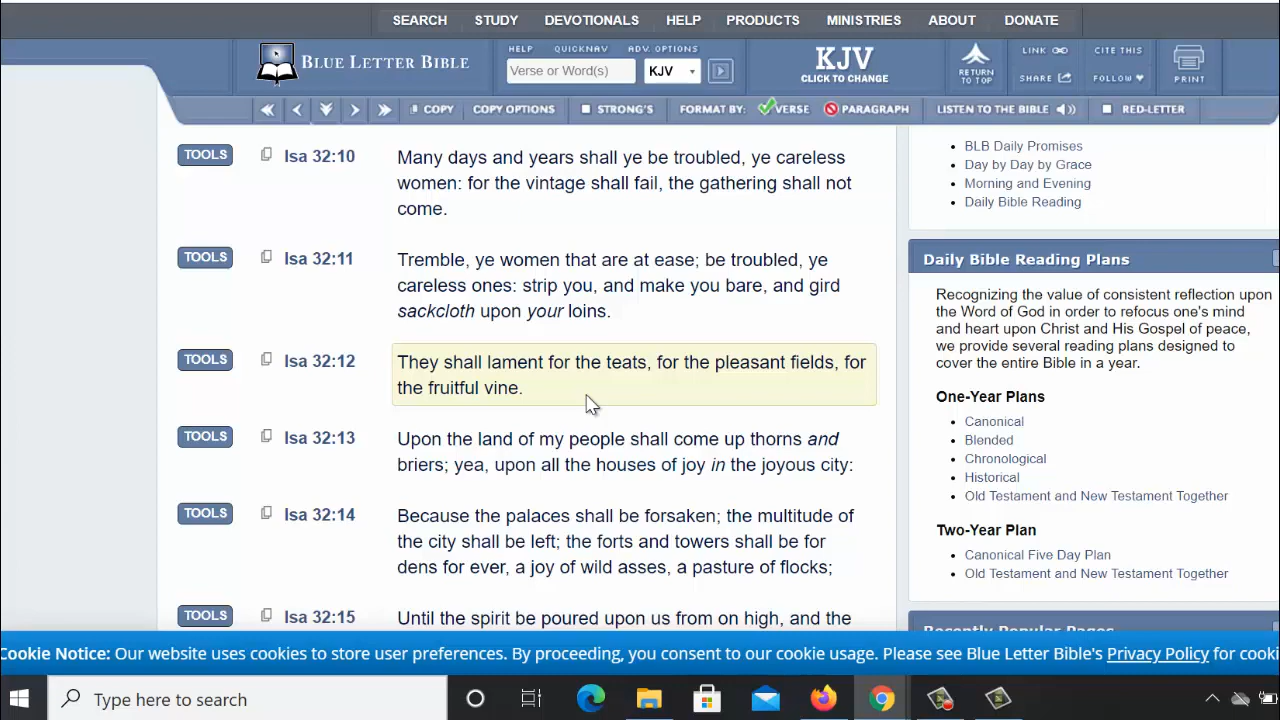 SEARCH STUDY DEVOTIONALS HELP PRODUCTS MINISTRIES ABOUT DONATE
BLUE LETTER BIBLE
HELP QUICKNAV ADV. OPTIONS
Verse or Word(s) KJV
KJV
CLICK TO CHANGE
RETURN
TO TOP
LINK CITE THIS
SHARE FOLLOW
PRINT
COPY COPY OPTIONS STRONG'S FORMAT BY: VERSE PARAGRAPH LISTEN TO THE BIBLE RED-LETTER
TOOLS Isa 32:10 Many days and years shall ye be troubled, ye careless
women: for the vintage shall fail, the gathering shall not
come.
TOOLS Isa 32:11 Tremble, ye women that are at ease; be troubled, ye
careless ones: strip you, and make you bare, and gird
sackcloth upon your loins.
TOOLS Isa 32:12 They shall lament for the teats, for the pleasant fields, for
the fruitful vine.
TOOLS Isa 32:13 Upon the land of my people shall come up thorns and
briers; yea, upon all the houses of joy in the joyous city:
TOOLS Isa 32:14 Because the palaces shall be forsaken; the multitude of
the city shall be left; the forts and towers shall be for
dens for ever, a joy of wild asses, a pasture of flocks;
TOOLS Isa 32:15 Until the spirit be poured upon us from on high, and the
BLB Daily Promises
Day by Day by Grace
Morning and Evening
Daily Bible Reading
Daily Bible Reading Plans
Recognizing the value of consistent reflection upon
the Word of God in order to refocus one's mind
and heart upon Christ and His Gospel of peace,
we provide several reading plans designed to
cover the entire Bible in a year.
One-Year Plans
Canonical
Blended
Chronological
Historical
Old Testament and New Testament Together
Two-Year Plan
Canonical Five Day Plan
Old Testament and New Testament Together
Recently Popular Pages
Cookie Notice: Our website uses cookies to store user preferences. By proceeding, you consent to our cookie usage. Please see Blue Letter Bible's Privacy Policy for cooki
Type here to search